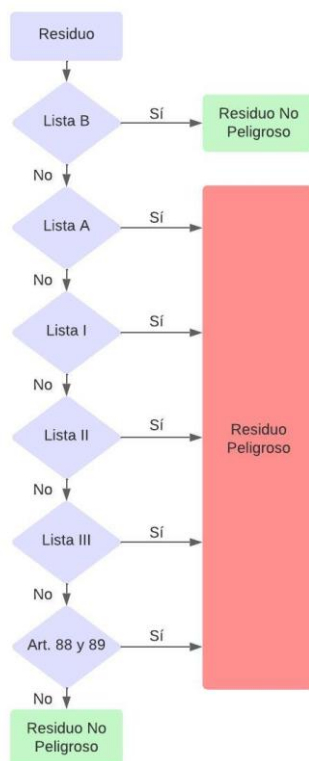 Residuo
Lista B
Sí
Residuo No
Peligroso
No
Lista A
Sí
No
Lista I
Sí
No
Residuo
Peligroso
Lista II
Sí
No
Lista III
Sí
No
Art. 88 y 89
Sí
No
Residuo No
Peligroso